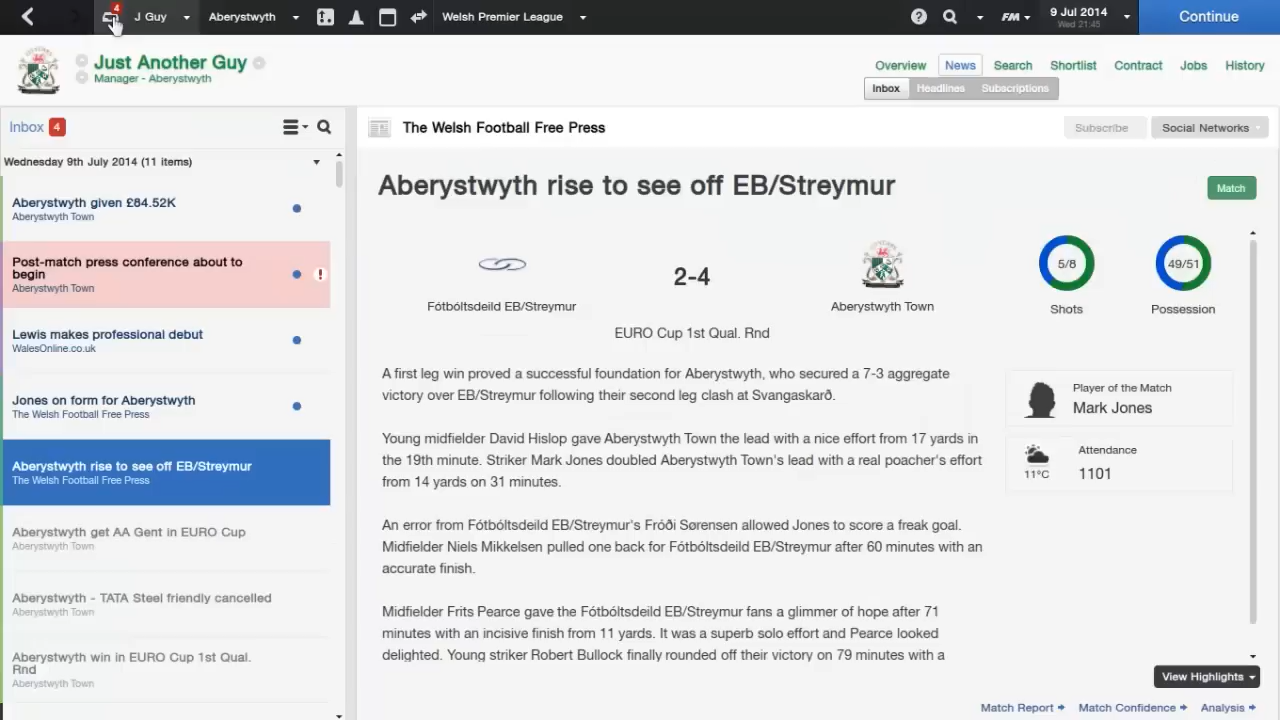 4
J Guy
Aberystwyth
Welsh Premier League
FM
9 Jul 2014
Wed 21:45
Continue
Just Another Guy
Manager - Aberystwyth
Overview
News
Search
Shortlist
Contract
Jobs
History
Inbox
Headlines
Subscriptions
Inbox 4
Wednesday 9th July 2014 (11 items)
Aberystwyth given £84.52K
Aberystwyth Town
Post-match press conference about to
begin
Aberystwyth Town
Lewis makes professional debut
WalesOnline.co.uk
Jones on form for Aberystwyth
The Welsh Football Free Press
Aberystwyth rise to see off EB/Streymur
The Welsh Football Free Press
Aberystwyth get AA Gent in EURO Cup
Aberystwyth Town
Aberystwyth - TATA Steel friendly cancelled
Aberystwyth Town
Aberystwyth win in EURO Cup 1st Qual.
Rnd
Aberystwyth Town
The Welsh Football Free Press
Subscribe
Social Networks
Aberystwyth rise to see off EB/Streymur
Match
2-4
Fótbóltsdeild EB/Streymur
Aberystwyth Town
EURO Cup 1st Qual. Rnd
5/8
Shots
49/51
Possession
A first leg win proved a successful foundation for Aberystwyth, who secured a 7-3 aggregate
victory over EB/Streymur following their second leg clash at Svangaskarð.
Young midfielder David Hislop gave Aberystwyth Town the lead with a nice effort from 17 yards in
the 19th minute. Striker Mark Jones doubled Aberystwyth Town's lead with a real poacher's effort
from 14 yards on 31 minutes.
An error from Fótbóltsdeild EB/Streymur's Fróði Sørensen allowed Jones to score a freak goal.
Midfielder Niels Mikkelsen pulled one back for Fótbóltsdeild EB/Streymur after 60 minutes with an
accurate finish.
Midfielder Frits Pearce gave the Fótbóltsdeild EB/Streymur fans a glimmer of hope after 71
minutes with an incisive finish from 11 yards. It was a superb solo effort and Pearce looked
delighted. Young striker Robert Bullock finally rounded off their victory on 79 minutes with a
Player of the Match
Mark Jones
11°C
Attendance
1101
View Highlights
Match Report
Match Confidence
Analysis